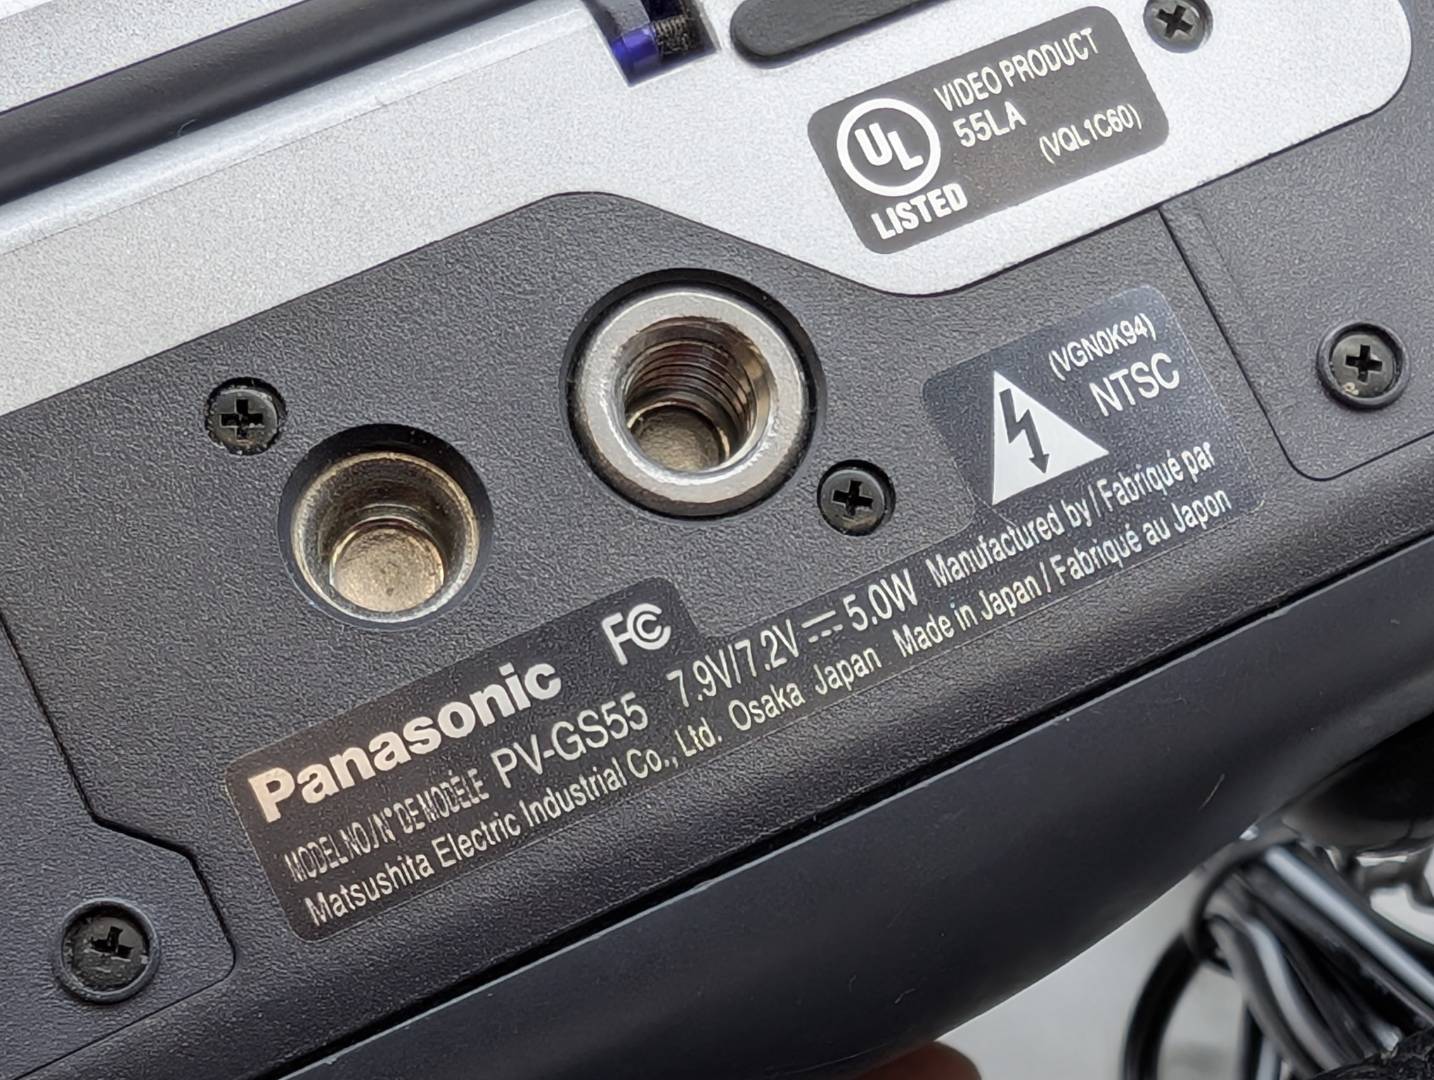 UL
LISTED
VIDEO PRODUCT
55LA
(VQL1C60)
(VGN0K94)
NTSC
Panasonic FC
MODEL NO./N° DE MODÈLE PV-GS55 7.9V/7.2V ⎓ 5.0W Manufactured by / Fabriqué par
Matsushita Electric Industrial Co., Ltd. Osaka Japan Made in Japan / Fabriqué au Japon